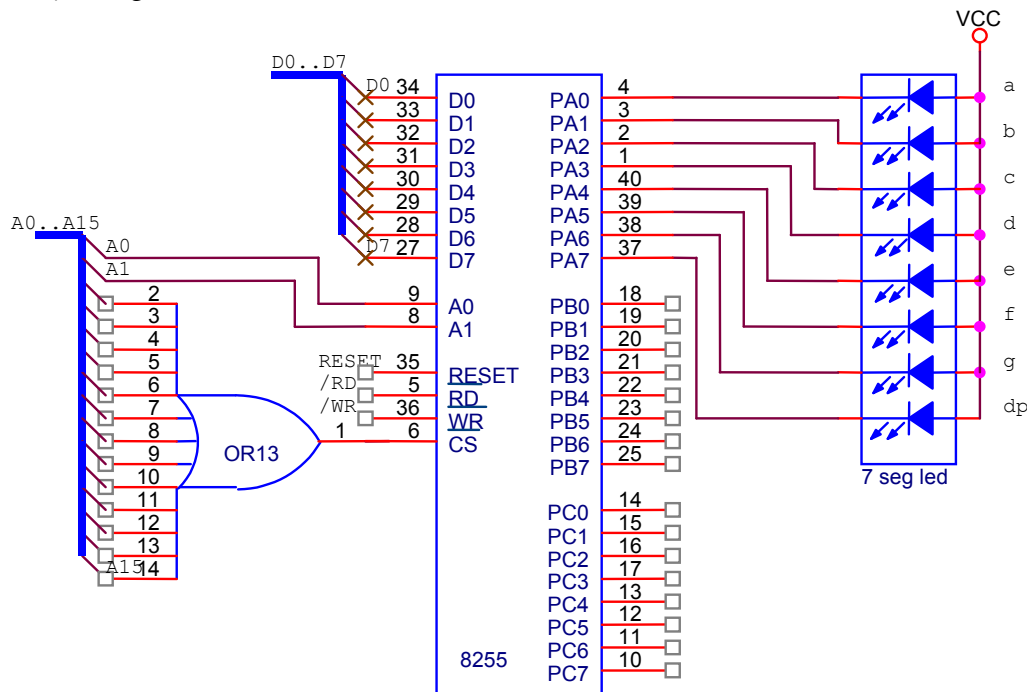 VCC
D0..D7
D0 34 D0 PA0 4 a
33 D1 PA1 3
32 D2 PA2 2 b
31 D3 PA3 1
30 D4 PA4 40 c
29 D5 PA5 39
28 D6 PA6 38 d
D7 27 D7 PA7 37
A0..A15
A0
A1
e
2 9 A0 PB0 18
3 8 A1 PB1 19 f
4 PB2 20
RESET 35 RESET PB3 21 g
5
/RD 5 RD PB4 22
6
/WR 36 WR PB5 23 dp
7
8 1 6 CS PB6 24
9 OR13 PB7 25
10 7 seg led
11 PC0 14
12 PC1 15
13 PC2 16
A15 14 PC3 17
PC4 13
PC5 12
PC6 11
8255 PC7 10